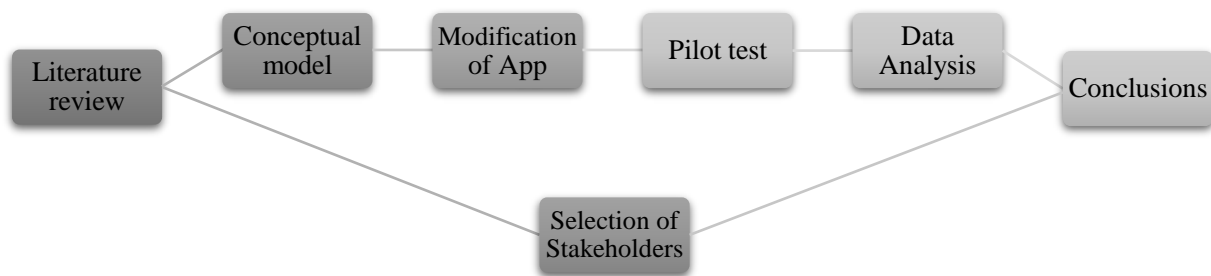 Literature
review
Conceptual
model
Modification
of App
Pilot test
Data
Analysis
Conclusions
Selection of
Stakeholders